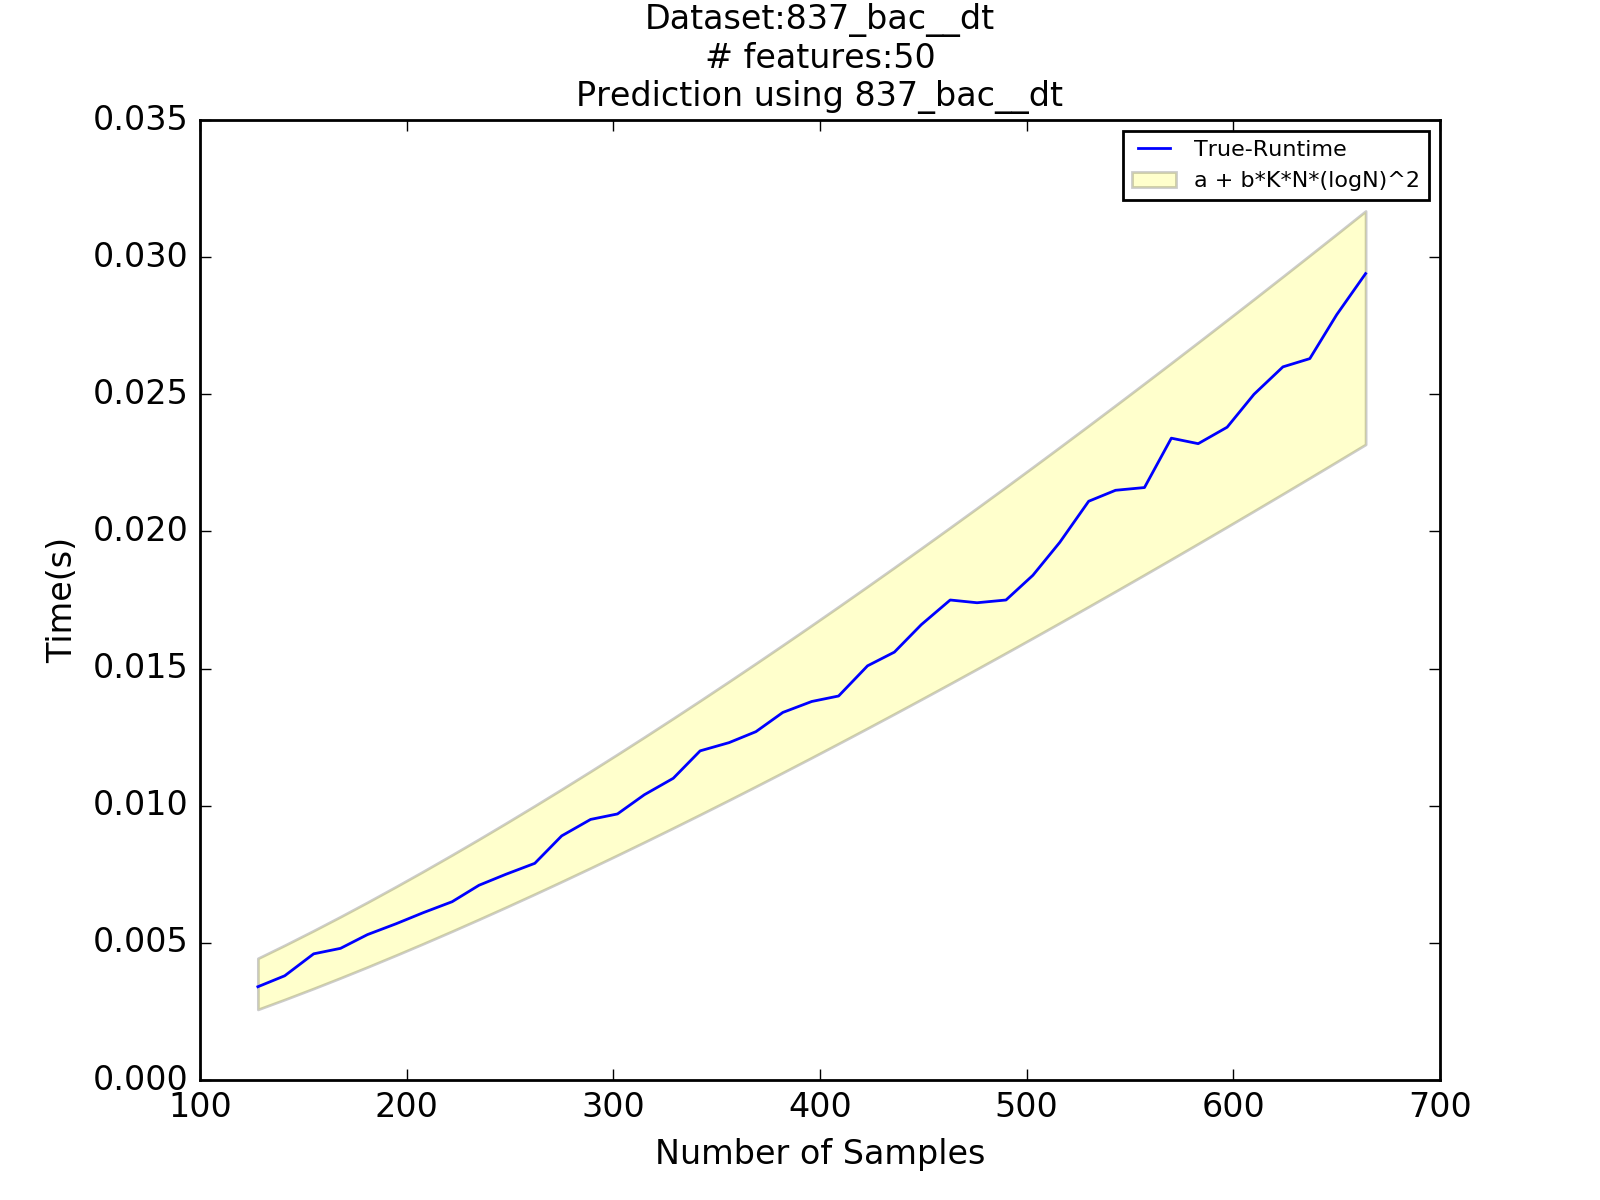 Dataset:837_bac__dt
# features:50
Prediction using 837_bac__dt
0.035
0.030
0.025
0.020
0.015
0.010
0.005
0.000
Time(s)
True-Runtime
a + b*K*N*(logN)^2
100 200 300 400 500 600 700
Number of Samples